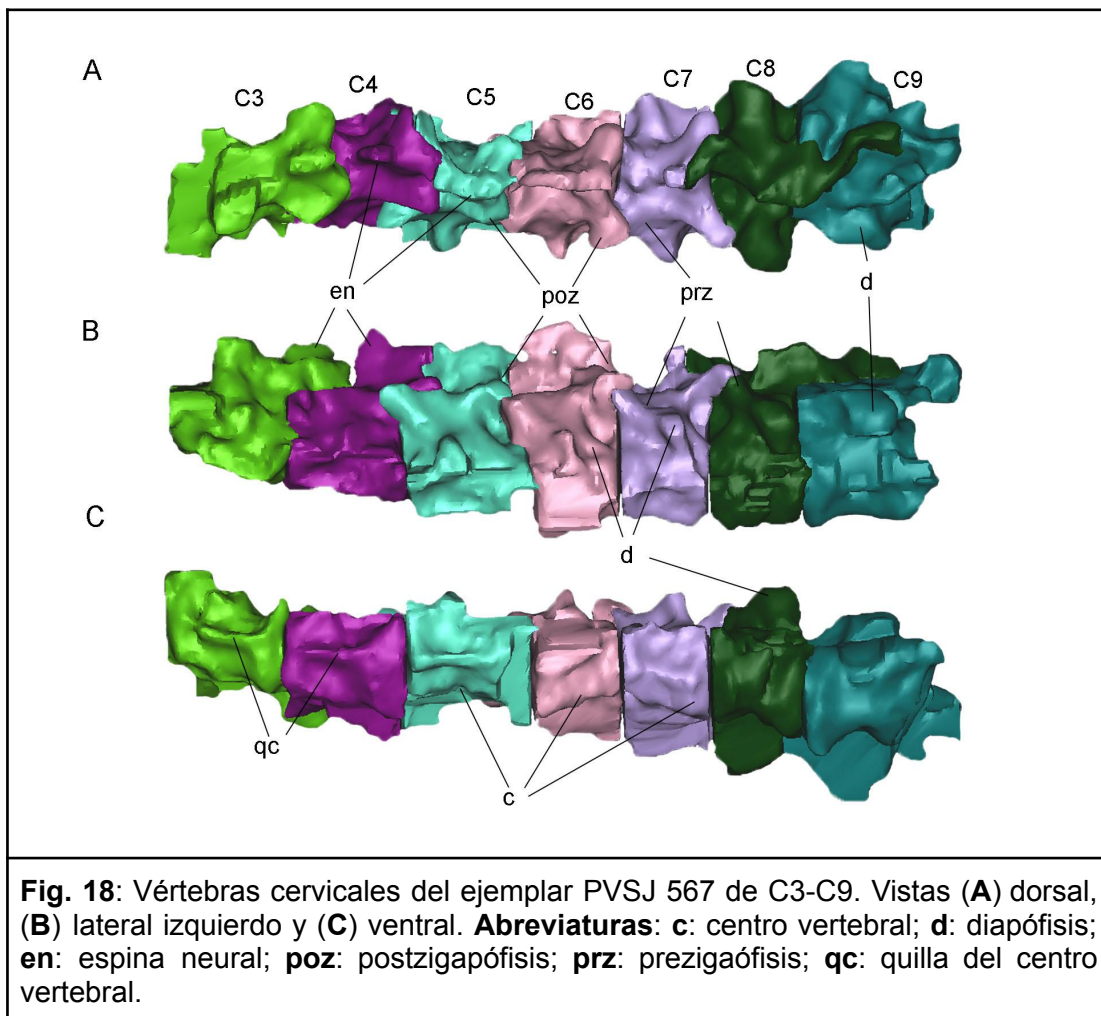 A
C3 C4 C5 C6 C7 C8 C9
en poz prz d
B
d
C
qc
c
Fig. 18: Vértebras cervicales del ejemplar PVSJ 567 de C3-C9. Vistas (A) dorsal,
(B) lateral izquierdo y (C) ventral. Abreviaturas: c: centro vertebral; d: diapófisis;
en: espina neural; poz: postzigapófisis; prz: prezigaófisis; qc: quilla del centro
vertebral.